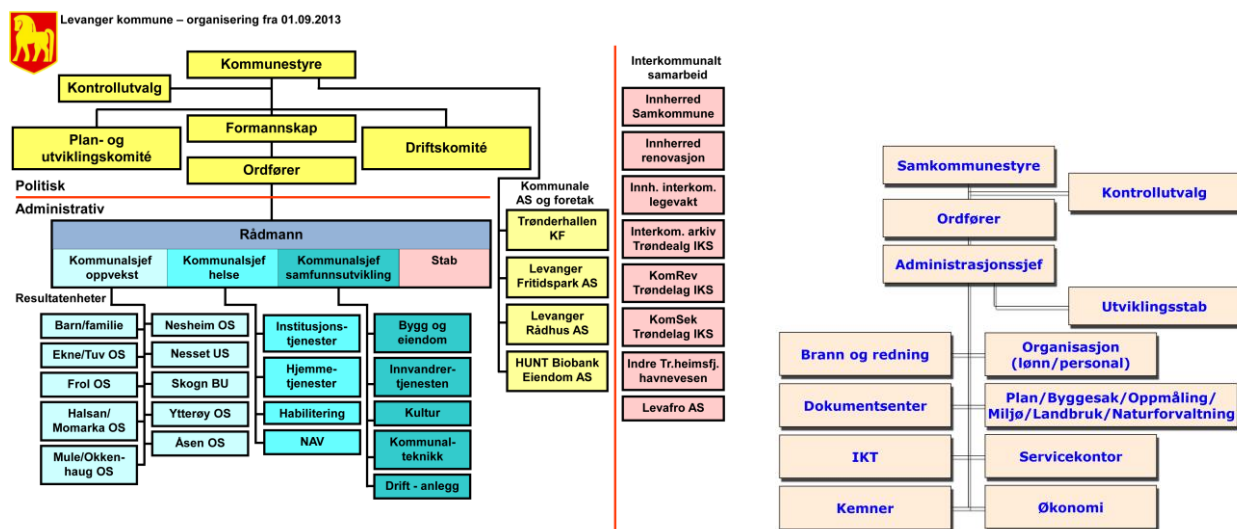 Levanger kommune – organisering fra 01.09.2013
Kommunestyre
Kontrollutvalg
Formannskap
Plan- og
utviklingskomité
Driftskomité
Ordfører
Politisk
Administrativ
Rådmann
Kommunalsjef
oppvekst
Kommunalsjef
helse
Kommunalsjef
samfunnsutvikling
Stab
Resultatenheter
Barn/familie
Ekne/Tuv OS
Frol OS
Halsan/
Momarka OS
Mule/Okken-
haug OS
Nesheim OS
Nesset US
Skogn BU
Ytterøy OS
Åsen OS
Institusjons-
tjenester
Hjemme-
tjenester
Habilitering
NAV
Bygg og
eiendom
Innvandrer-
tjenesten
Kultur
Kommunal-
teknikk
Drift - anlegg
Kommunale
AS og foretak
Trønderhallen
KF
Levanger
Fritidspark AS
Levanger
Rådhus AS
HUNT Biobank
Eiendom AS
Interkommunalt
samarbeid
Innherred
Samkommune
Innherred
renovasjon
Innh. interkom.
legevakt
Interkom. arkiv
Trøndealg IKS
KomRev
Trøndelag IKS
KomSek
Trøndelag IKS
Indre Tr.heimsfj.
havnevesen
Levafro AS
Samkommunestyre
Kontrollutvalg
Ordfører
Administrasjonssjef
Utviklingsstab
Brann og redning
Organisasjon
(lønn/personal)
Dokumentsenter
Plan/Byggesak/Oppmåling/
Miljø/Landbruk/Naturforvaltning
IKT
Servicekontor
Kemner
Økonomi